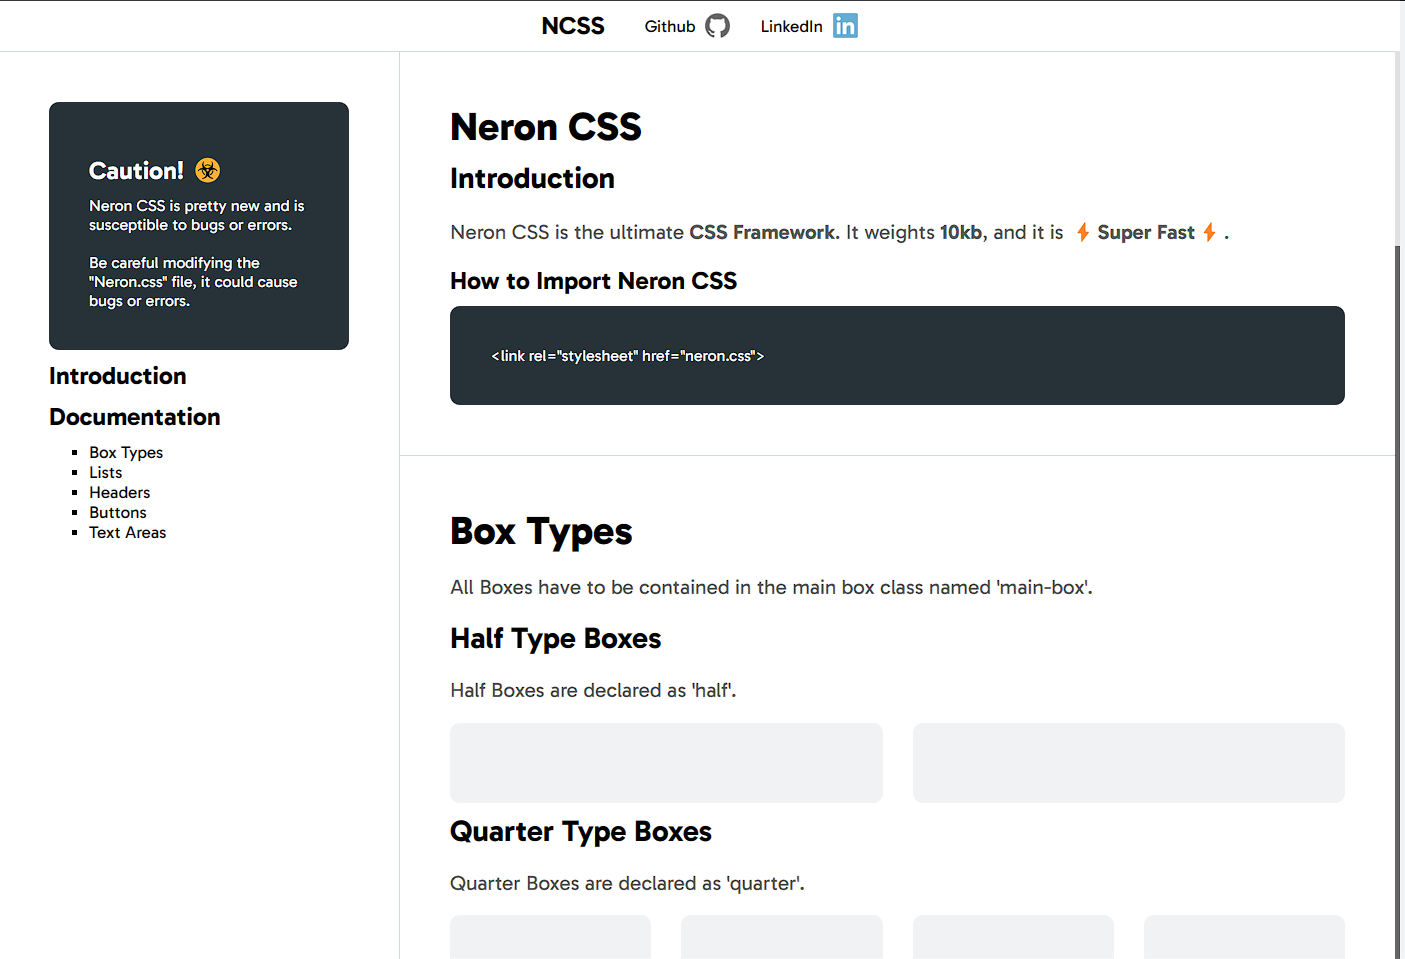 NCSS Github LinkedIn
Caution!
Neron CSS is pretty new and is
susceptible to bugs or errors.
Be careful modifying the
"Neron.css" file, it could cause
bugs or errors.
Introduction
Documentation
Box Types
Lists
Headers
Buttons
Text Areas
Neron CSS
Introduction
Neron CSS is the ultimate CSS Framework. It weights 10kb, and it is ⚡ Super Fast ⚡ .
How to Import Neron CSS
<link rel="stylesheet" href="neron.css">
Box Types
All Boxes have to be contained in the main box class named 'main-box'.
Half Type Boxes
Half Boxes are declared as 'half'.
Quarter Type Boxes
Quarter Boxes are declared as 'quarter'.